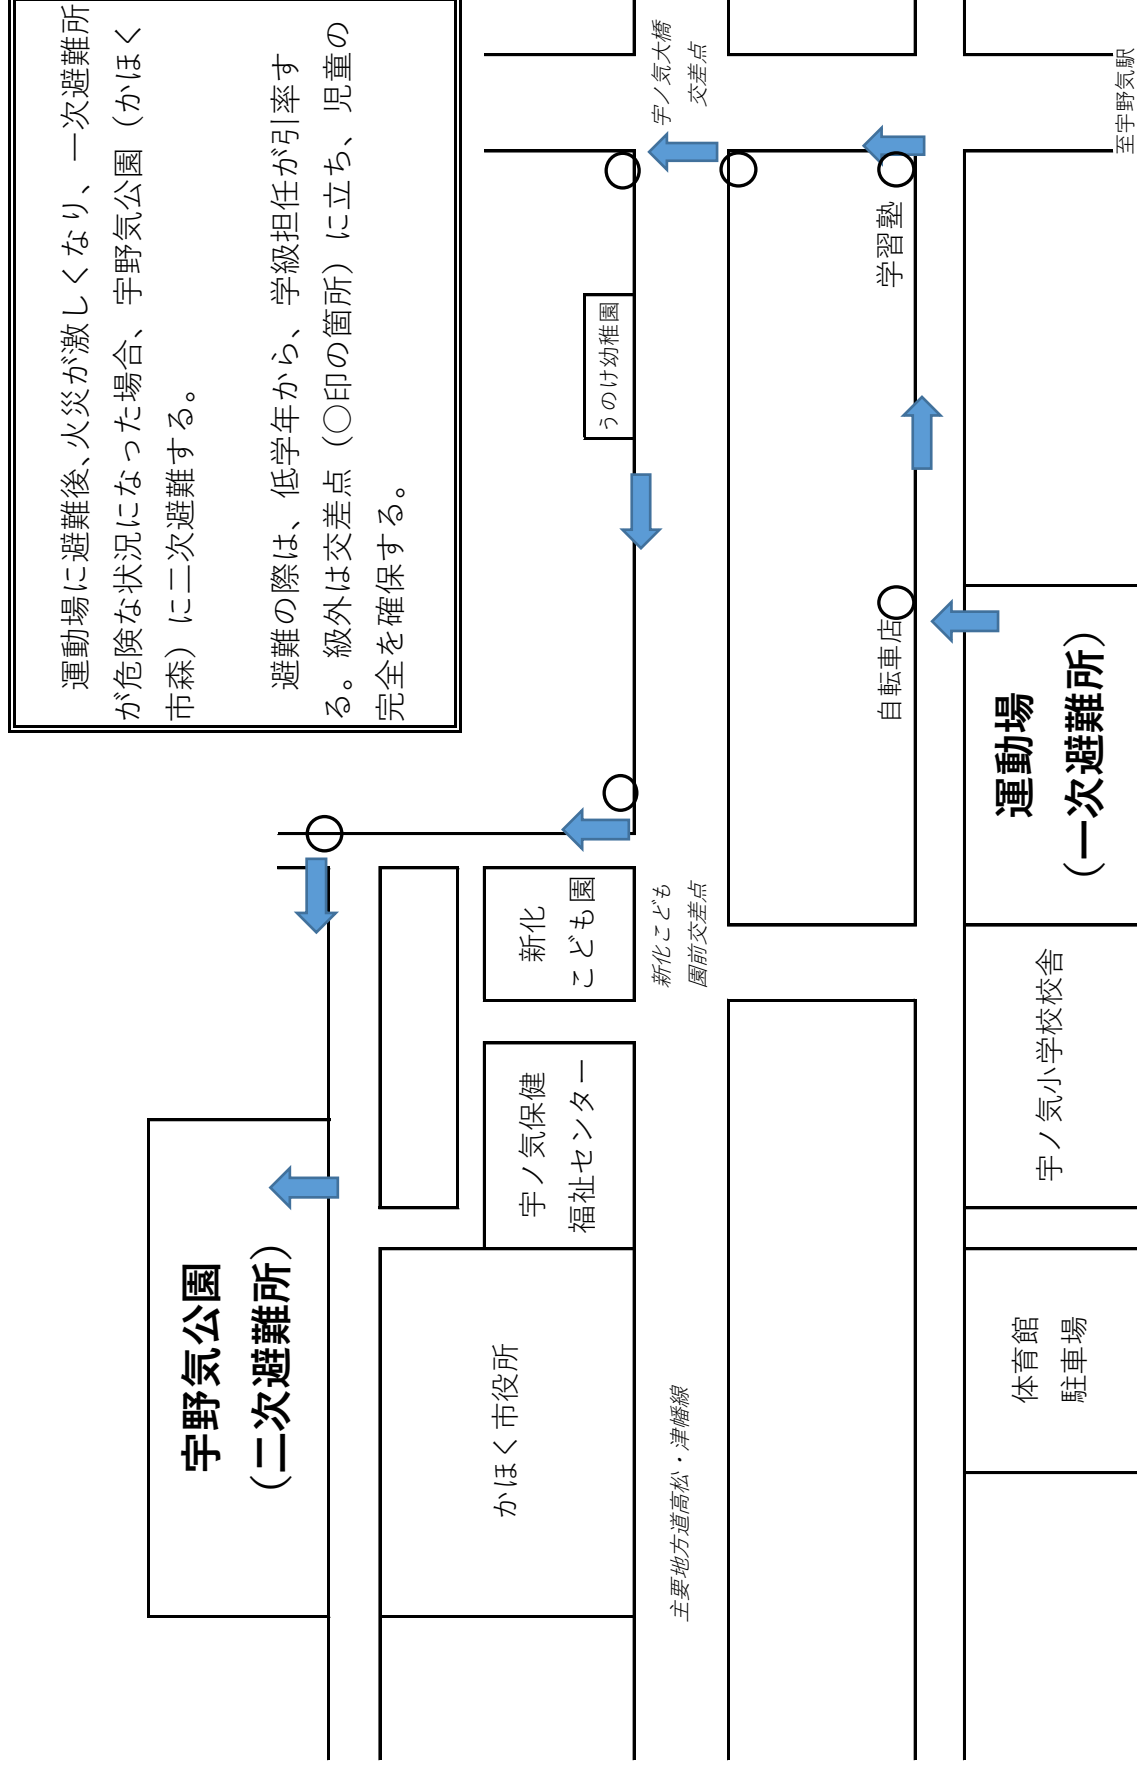 運動場に避難後、火災が激しくなり、一次避難所
が危険な状況になった場合、宇野気公園（かほく
市森）に二次避難する。
避難の際は、低学年から、学級担任が引率す
る。級外は交差点（○印の箇所）に立ち、児童の
完全を確保する。
宇野気公園
（二次避難所）
かほく市役所
宇ノ気保健
福祉センター
新化
こども園
うのけ幼稚園
主要地方道高松・津幡線
新化こども
園前交差点
宇ノ気大橋
交差点
自転車店
学習塾
体育館
駐車場
宇ノ気小学校校舎
運動場
（一次避難所）
至宇野気駅